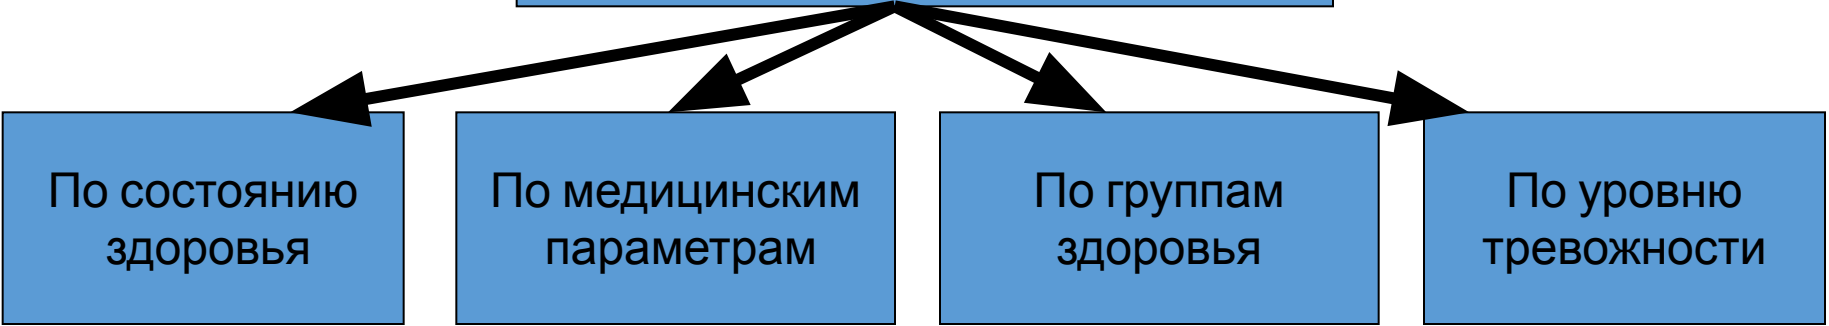 По состоянию
здоровья
По медицинским
параметрам
По группам
здоровья
По уровню
тревожности